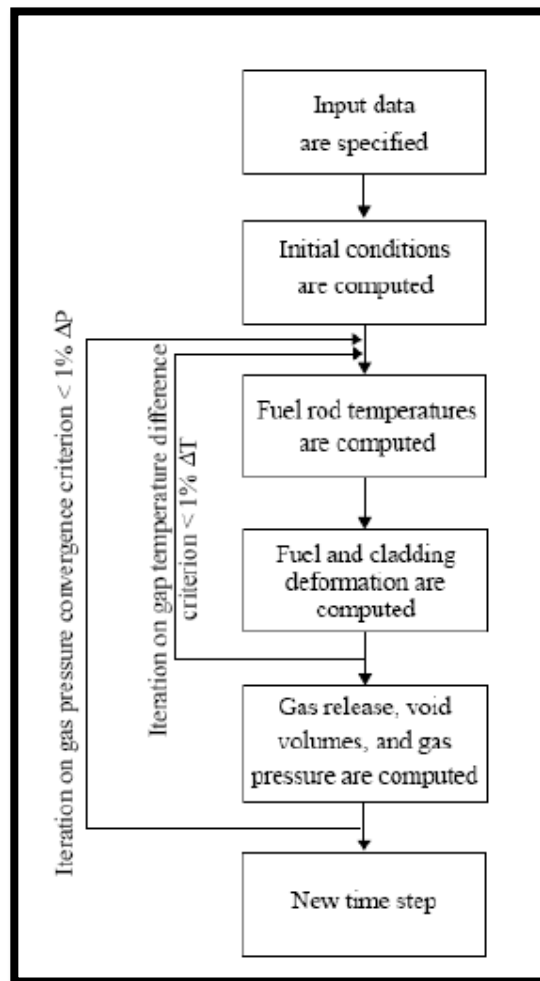 Input data
are specified
Initial conditions
are computed
Iteration on gas pressure convergence criterion < 1% ΔP
Iteration on gap temperature difference
criterion < 1% ΔT
Fuel rod temperatures
are computed
Fuel and cladding
deformation are
computed
Gas release, void
volumes, and gas
pressure are computed
New time step